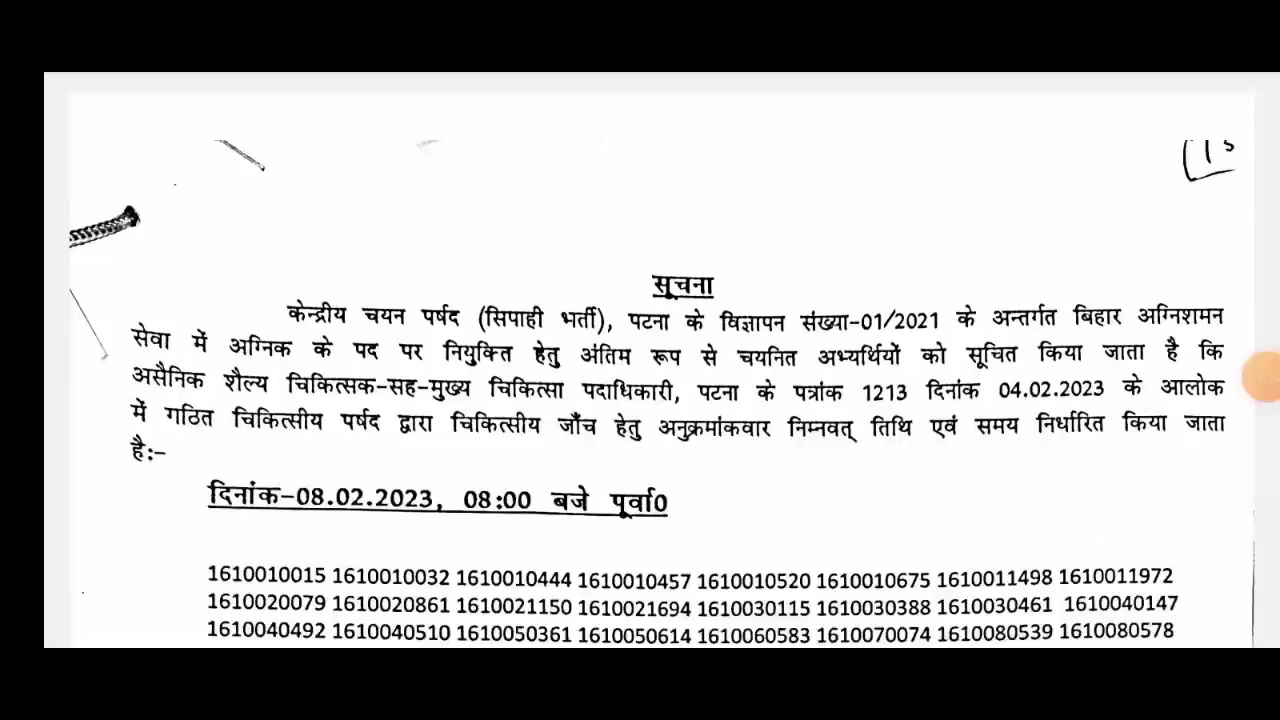 सूचना
केन्द्रीय चयन पर्षद (सिपाही भर्ती), पटना के विज्ञापन संख्या-01/2021 के अन्तर्गत बिहार अग्निशमन
सेवा में अग्निक के पद पर नियुक्ति हेतु अंतिम रूप से चयनित अभ्यर्थियों को सूचित किया जाता है कि
असैनिक शैल्य चिकित्सक-सह-मुख्य चिकित्सा पदाधिकारी, पटना के पत्रांक 1213 दिनांक 04.02.2023 के आलोक
में गठित चिकित्सीय पर्षद द्वारा चिकित्सीय जाँच हेतु अनुक्रमांकवार निम्नवत् तिथि एवं समय निर्धारित किया जाता
है:-
दिनांक-08.02.2023, 08:00 बजे पूर्वा0
1610010015 1610010032 1610010444 1610010457 1610010520 1610010675 1610011498 1610011972
1610020079 1610020861 1610021150 1610021694 1610030115 1610030388 1610030461 1610040147
1610040492 1610040510 1610050361 1610050614 1610060583 1610070074 1610080539 1610080578